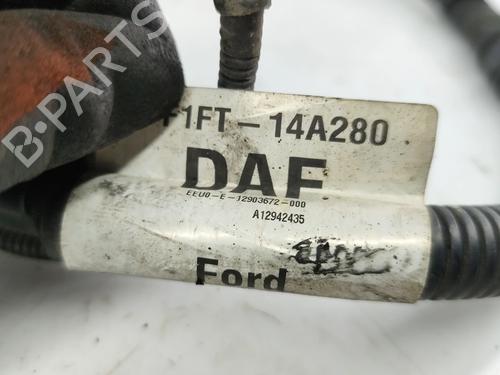 B-PARTS
F1FT-14A280
DAF
EEU0-E-12903672-000
A12942435
Ford